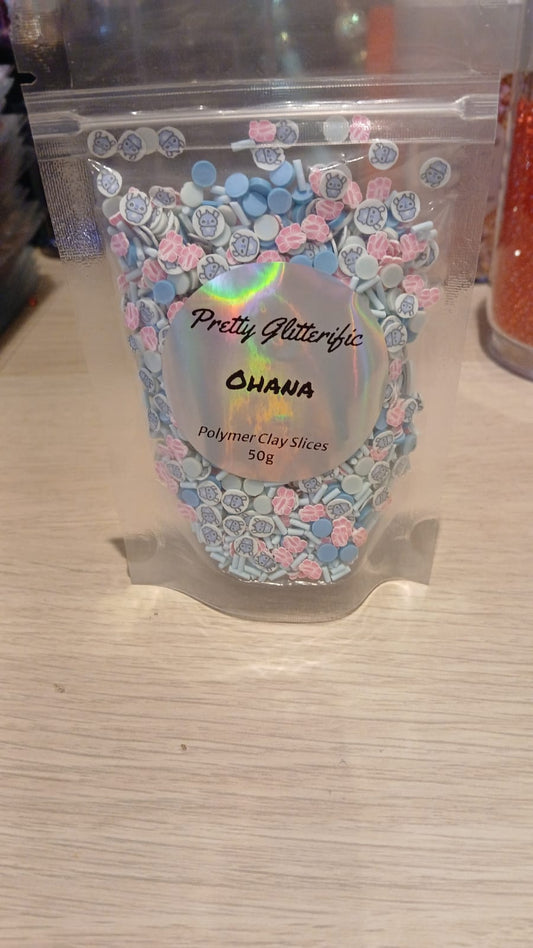 Pretty Glitterific
OHANA
Polymer Clay Slices
50g